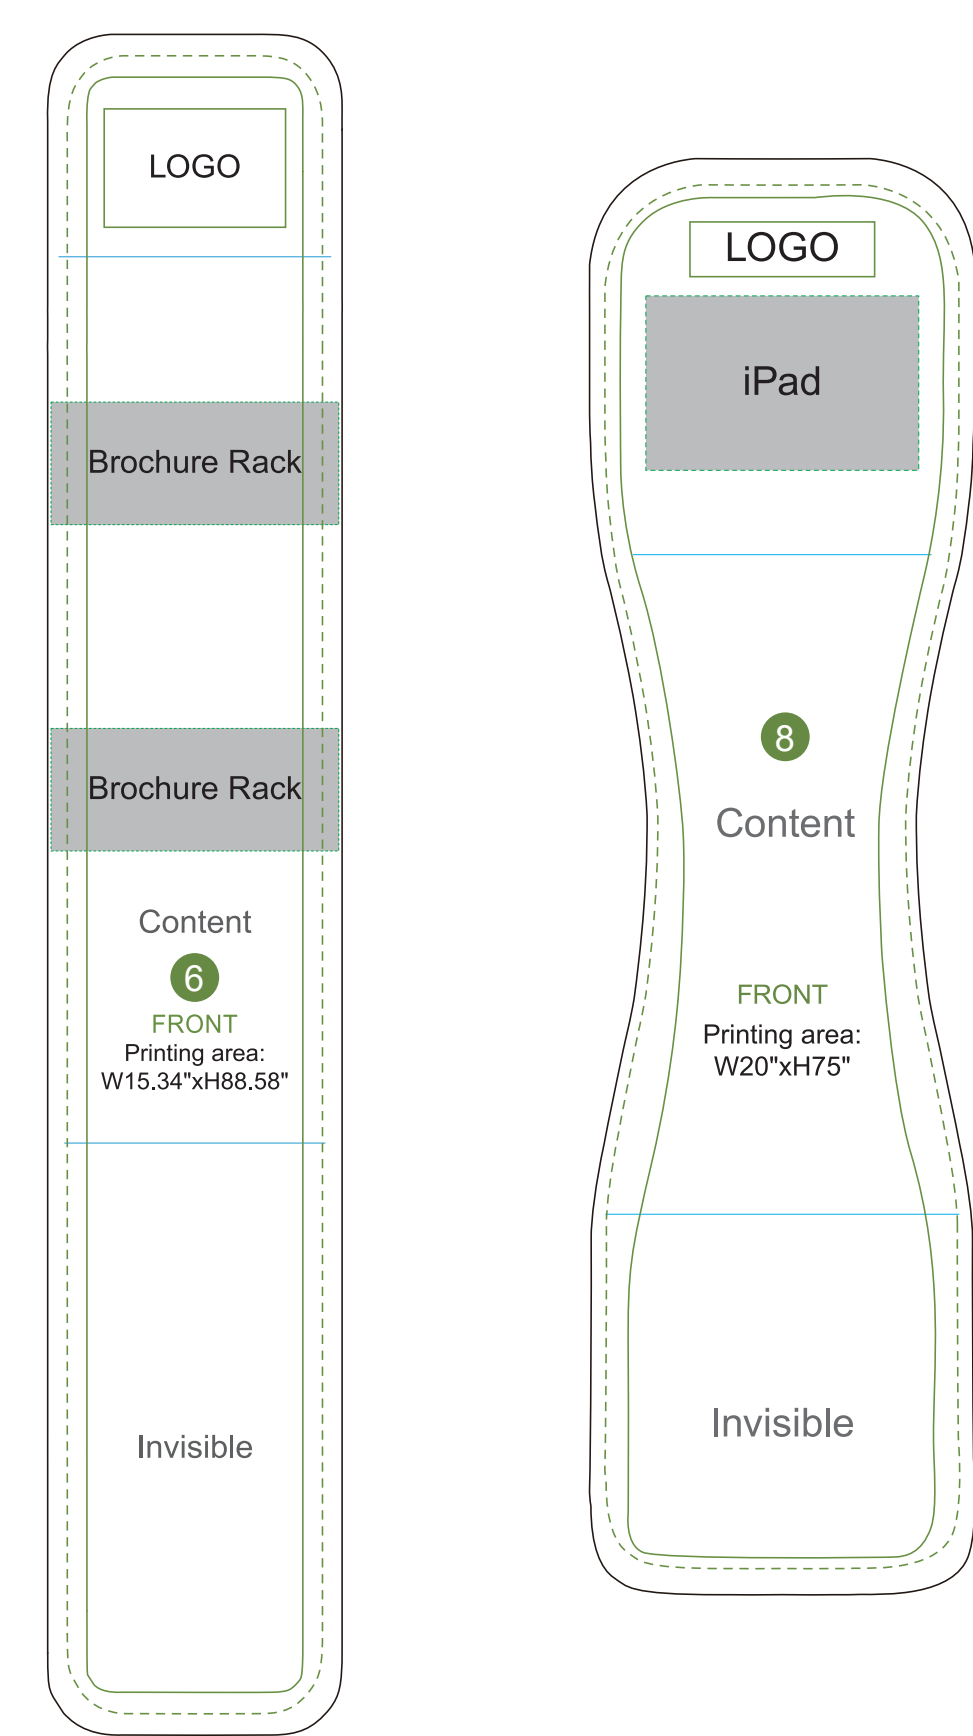 LOGO
Brochure Rack
Brochure Rack
Content
6
FRONT
Printing area:
W15.34"xH88.58"
Invisible
LOGO
iPad
8
Content
FRONT
Printing area:
W20"xH75"
Invisible